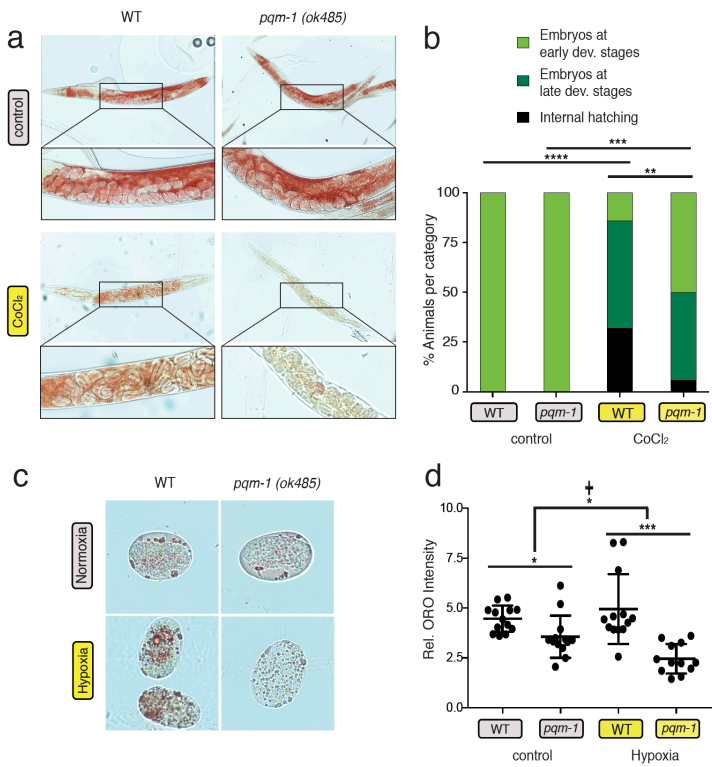 WT pqm-1 (ok485)
a
control
CoCl₂
b
Embryos at
early dev. stages
Embryos at
late dev. stages
Internal hatching
***
****
**
100
75
50
25
0
% Animals per category
WT pqm-1 WT pqm-1
control CoCl₂
c
WT pqm-1 (ok485)
Normoxia
Hypoxia
d
‡
*
***
*
10.0
7.5
5.0
2.5
0
Rel. ORO Intensity
WT pqm-1 WT pqm-1
control Hypoxia